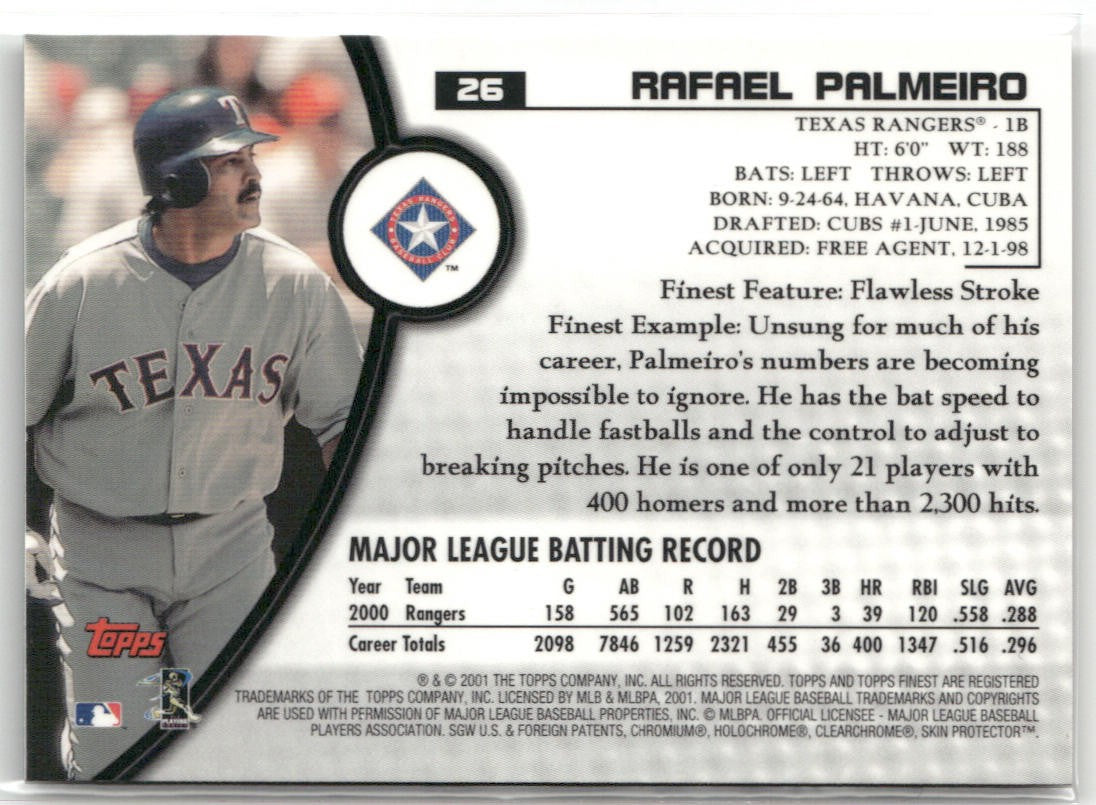 26 RAFAEL PALMEIRO
TEXAS RANGERS® - 1B
HT: 6'0" WT: 188
BATS: LEFT THROWS: LEFT
BORN: 9-24-64, HAVANA, CUBA
DRAFTED: CUBS #1-JUNE, 1985
ACQUIRED: FREE AGENT, 12-1-98
T
TEXAS RANGERS
BASEBALL CLUB
TM
TEXAS
Finest Feature: Flawless Stroke
Finest Example: Unsung for much of his
career, Palmeiro's numbers are becoming
impossible to ignore. He has the bat speed to
handle fastballs and the control to adjust to
breaking pitches. He is one of only 21 players with
400 homers and more than 2,300 hits.
MAJOR LEAGUE BATTING RECORD
Year Team G AB R H 2B 3B HR RBI SLG AVG
2000 Rangers 158 565 102 163 29 3 39 120 .558 .288
Career Totals 2098 7846 1259 2321 455 36 400 1347 .516 .296
Topps
PLAYERS
® & © 2001 THE TOPPS COMPANY, INC. ALL RIGHTS RESERVED. TOPPS AND TOPPS FINEST ARE REGISTERED
TRADEMARKS OF THE TOPPS COMPANY, INC. LICENSED BY MLB & MLBPA, 2001. MAJOR LEAGUE BASEBALL TRADEMARKS AND COPYRIGHTS
ARE USED WITH PERMISSION OF MAJOR LEAGUE BASEBALL PROPERTIES, INC. © MLBPA. OFFICIAL LICENSEE - MAJOR LEAGUE BASEBALL
PLAYERS ASSOCIATION. SGW U.S. & FOREIGN PATENTS, CHROMIUM®, HOLOCHROME®, CLEARCHROME®, SKIN PROTECTOR™.